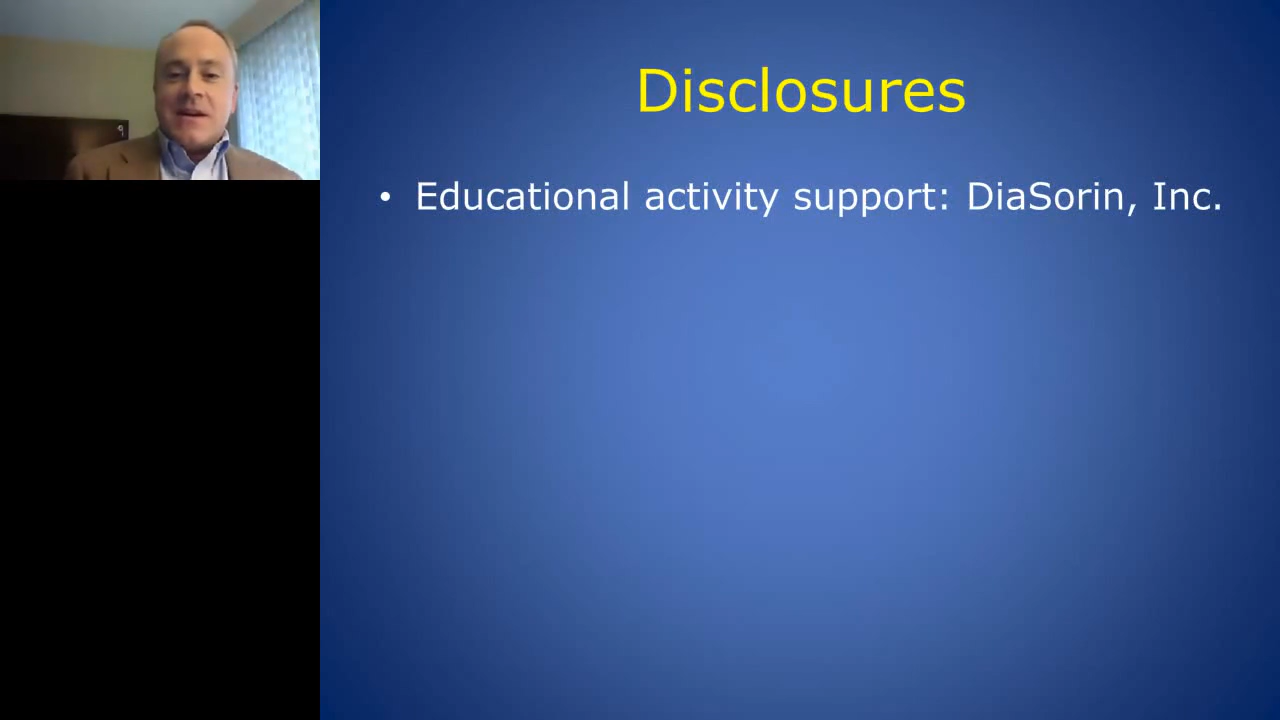 Disclosures
• Educational activity support: DiaSorin, Inc.